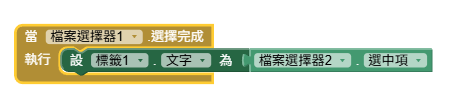 當 檔案選擇器1 .選擇完成
執行 設 標籤1 . 文字 為 檔案選擇器2 . 選中項